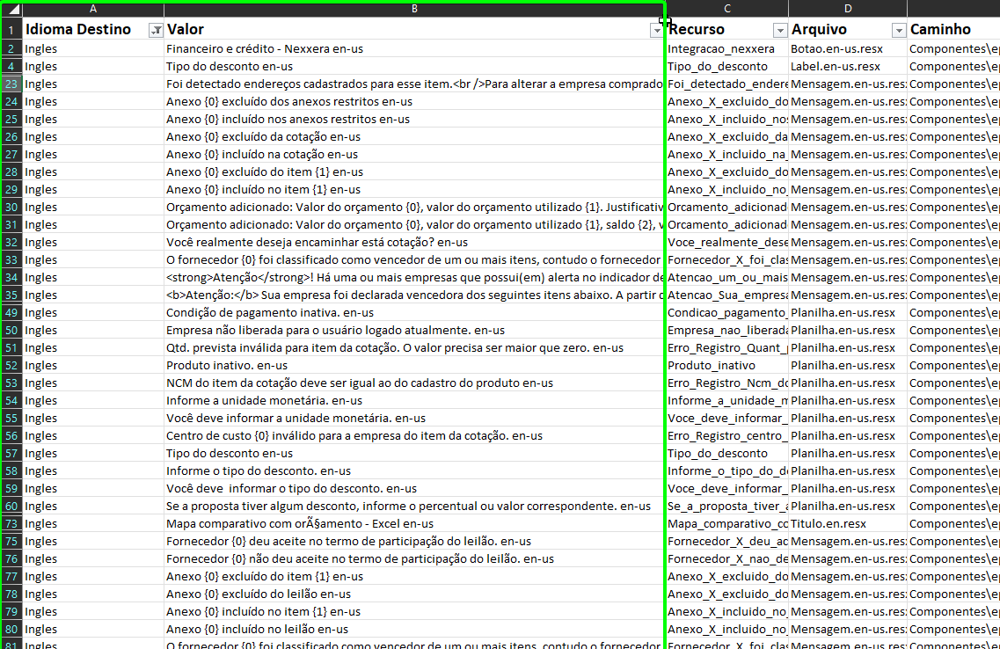 A B C D
1 Idioma Destino Valor Recurso Arquivo Caminho
2 Ingles Financeiro e crédito - Nexxera en-us Integracao_nexxera Botao.en-us.resx Componentes\ep
4 Ingles Tipo do desconto en-us Tipo_do_desconto Label.en-us.resx Componentes\ep
23 Ingles Foi detectado endereços cadastrados para esse item.<br />Para alterar a empresa comprado Foi_detectado_endere Mensagem.en-us.res Componentes\ep
24 Ingles Anexo {0} excluído dos anexos restritos en-us Anexo_X_excluido_do Mensagem.en-us.res Componentes\ep
25 Ingles Anexo {0} incluído nos anexos restritos en-us Anexo_X_incluido_nos Mensagem.en-us.res Componentes\ep
26 Ingles Anexo {0} excluído da cotação en-us Anexo_X_excluido_da Mensagem.en-us.res Componentes\ep
27 Ingles Anexo {0} incluído na cotação en-us Anexo_X_incluido_na_ Mensagem.en-us.res Componentes\ep
28 Ingles Anexo {0} excluído do item {1} en-us Anexo_X_excluido_do Mensagem.en-us.res Componentes\ep
29 Ingles Anexo {0} incluído no item {1} en-us Anexo_X_incluido_no_ Mensagem.en-us.res Componentes\ep
30 Ingles Orçamento adicionado: Valor do orçamento {0}, valor do orçamento utilizado {1}. Justificativ Orcamento_adicionad Mensagem.en-us.res Componentes\ep
31 Ingles Orçamento adicionado: Valor do orçamento {0}, valor do orçamento utilizado {1}, saldo {2}, v Orcamento_adicionad Mensagem.en-us.res Componentes\ep
32 Ingles Você realmente deseja encaminhar está cotação? en-us Voce_realmente_dese Mensagem.en-us.res Componentes\ep
33 Ingles O fornecedor {0} foi classificado como vencedor de um ou mais itens, contudo o fornecedor Fornecedor_X_foi_clas Mensagem.en-us.res Componentes\ep
34 Ingles <strong>Atenção</strong>! Há uma ou mais empresas que possui(em) alerta no indicador de Atencao_um_ou_mais Mensagem.en-us.res Componentes\ep
35 Ingles <b>Atenção:</b> Sua empresa foi declarada vencedora dos seguintes itens abaixo. A partir d Atencao_Sua_empresa Mensagem.en-us.res Componentes\ep
49 Ingles Condição de pagamento inativa. en-us Condicao_pagamento_ Planilha.en-us.resx Componentes\ep
50 Ingles Empresa não liberada para o usuário logado atualmente. en-us Empresa_nao_liberada Planilha.en-us.resx Componentes\ep
51 Ingles Qtd. prevista inválida para item da cotação. O valor precisa ser maior que zero. en-us Erro_Registro_Quant_p Planilha.en-us.resx Componentes\ep
52 Ingles Produto inativo. en-us Produto_inativo Planilha.en-us.resx Componentes\ep
53 Ingles NCM do item da cotação deve ser igual ao do cadastro do produto en-us Erro_Registro_Ncm_do Planilha.en-us.resx Componentes\ep
54 Ingles Informe a unidade monetária. en-us Informe_a_unidade_m Planilha.en-us.resx Componentes\ep
55 Ingles Você deve informar a unidade monetária. en-us Voce_deve_informar_ Planilha.en-us.resx Componentes\ep
56 Ingles Centro de custo {0} inválido para a empresa do item da cotação. en-us Erro_Registro_centro_ Planilha.en-us.resx Componentes\ep
57 Ingles Tipo do desconto en-us Tipo_do_desconto Planilha.en-us.resx Componentes\ep
58 Ingles Informe o tipo do desconto. en-us Informe_o_tipo_do_de Planilha.en-us.resx Componentes\ep
59 Ingles Você deve  informar o tipo do desconto. en-us Voce_deve_informar_ Planilha.en-us.resx Componentes\ep
60 Ingles Se a proposta tiver algum desconto, informe o percentual ou valor correspondente. en-us Se_a_proposta_tiver_a Planilha.en-us.resx Componentes\ep
73 Ingles Mapa comparativo com orÃ§amento - Excel en-us Mapa_comparativo_co Titulo.en.resx Componentes\ep
75 Ingles Fornecedor {0} deu aceite no termo de participação do leilão. en-us Fornecedor_X_deu_ac Mensagem.en-us.res Componentes\ep
76 Ingles Fornecedor {0} não deu aceite no termo de participação do leilão. en-us Fornecedor_X_nao_de Mensagem.en-us.res Componentes\ep
77 Ingles Anexo {0} excluído do item {1} en-us Anexo_X_excluido_do Mensagem.en-us.res Componentes\ep
78 Ingles Anexo {0} excluído do leilão en-us Anexo_X_excluido_do Mensagem.en-us.res Componentes\ep
79 Ingles Anexo {0} incluído no item {1} en-us Anexo_X_incluido_no_ Mensagem.en-us.res Componentes\ep
80 Ingles Anexo {0} incluído no leilão en-us Anexo_X_incluido_no_ Mensagem.en-us.res Componentes\ep
81 Ingles O fornecedor {0} foi classificado como vencedor de um ou mais itens, contudo o fornecedor Fornecedor_X_foi_clas Mensagem.en-us.res Componentes\ep